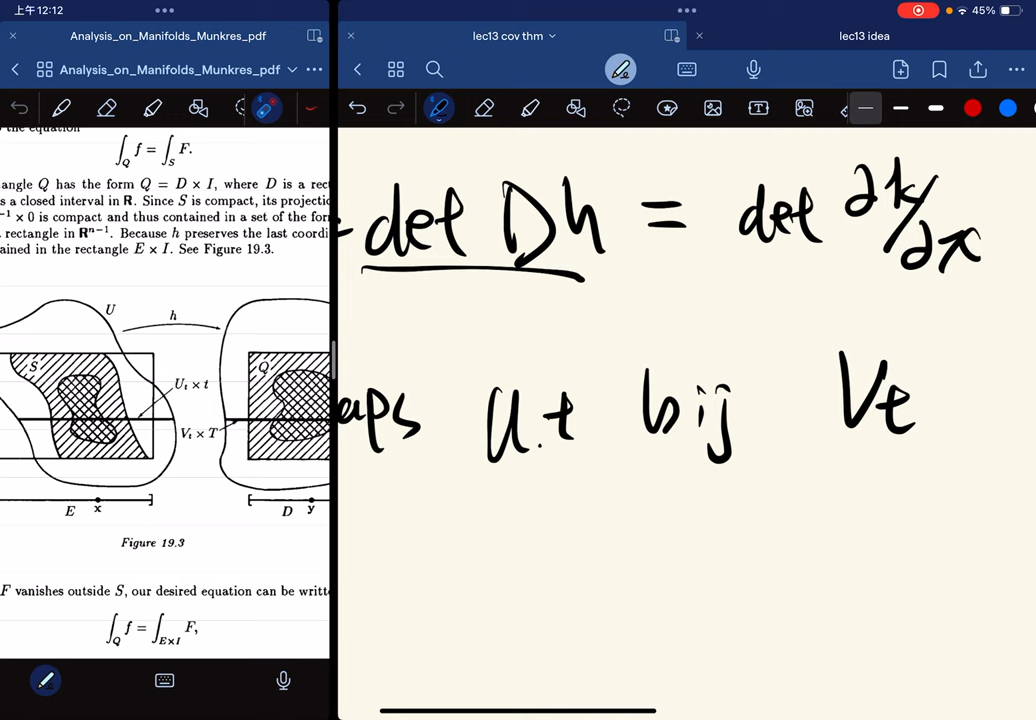 上午12:12
45%
Analysis_on_Manifolds_Munkres_pdf
Analysis_on_Manifolds_Munkres_pdf
the equation
∫_Q f = ∫_S F.
angle Q has the form Q = D × I, where D is a rec
s a closed interval in R. Since S is compact, its projectio
⁻¹ × 0 is compact and thus contained in a set of the for
rectangle in Rⁿ⁻¹. Because h preserves the last coordi
ained in the rectangle E × I. See Figure 19.3.
U
h
S
Q
U_t × t
V_t × T
E x
D y
Figure 19.3
F vanishes outside S, our desired equation can be writt
∫_Q f = ∫_{E×I} F,
lec13 cov thm
lec13 idea
det Dh = det ∂k/∂x
aps U_t bij V_t